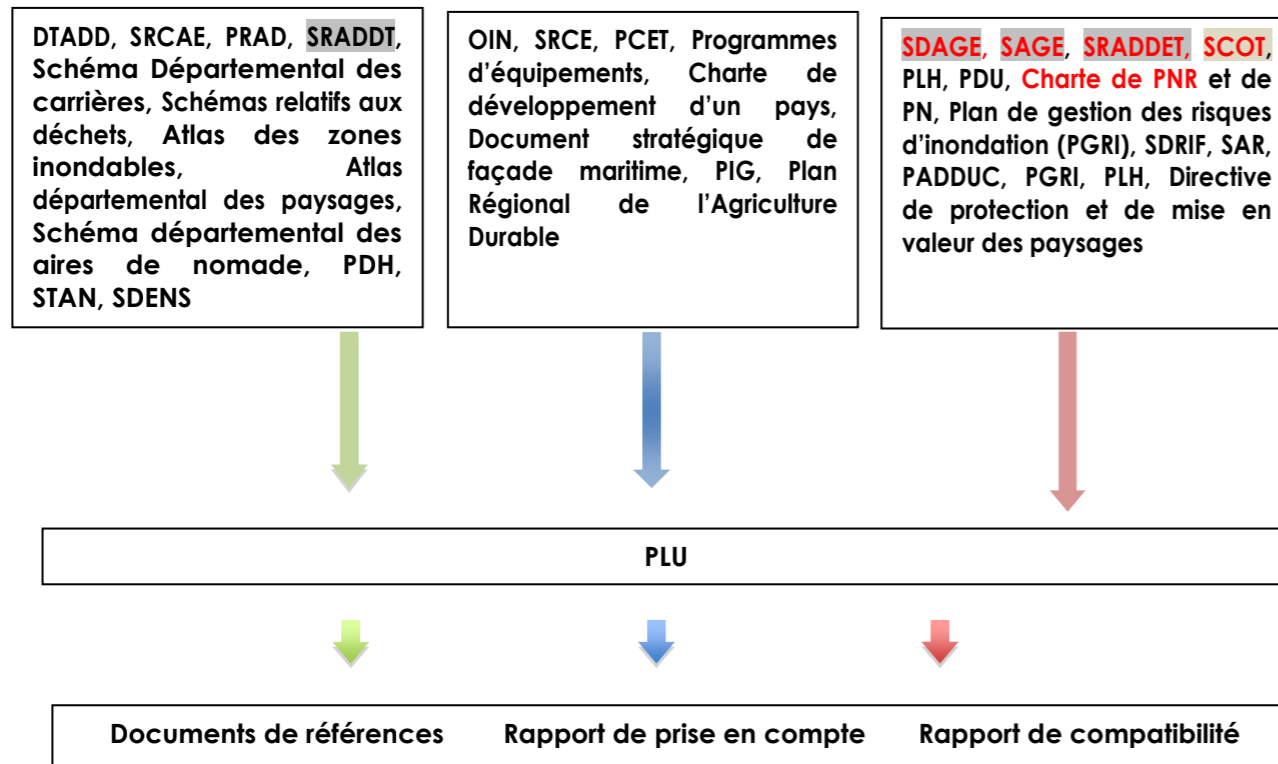 DTADD, SRCAE, PRAD, SRADDT,
Schéma Départemental des
carrières, Schémas relatifs aux
déchets, Atlas des zones
inondables, Atlas
départemental des paysages,
Schéma départemental des
aires de nomade, PDH,
STAN, SDENS
OIN, SRCE, PCET, Programmes
d’équipements, Charte de
développement d’un pays,
Document stratégique de
façade maritime, PIG, Plan
Régional de l’Agriculture
Durable
SDAGE, SAGE, SRADDET, SCOT,
PLH, PDU, Charte de PNR et de
PN, Plan de gestion des risques
d’inondation (PGRI), SDRIF, SAR,
PADDUC, PGRI, PLH, Directive
de protection et de mise en
valeur des paysages
PLU
Documents de références Rapport de prise en compte Rapport de compatibilité